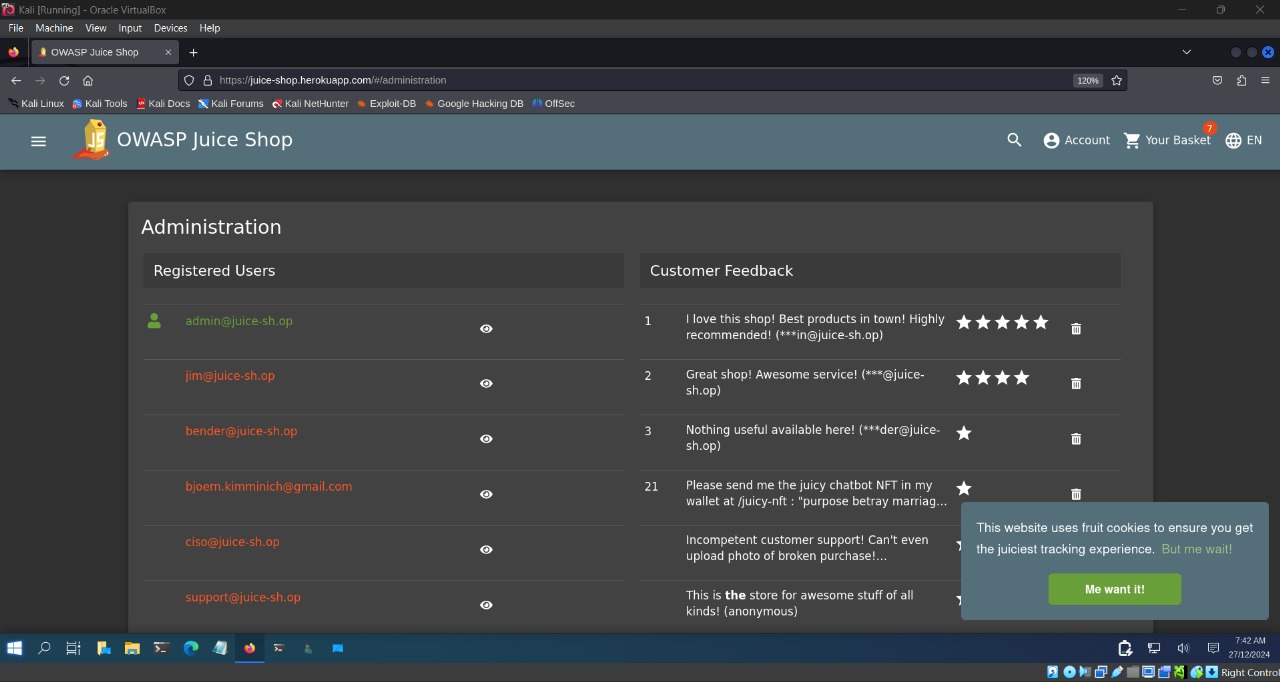 Kali [Running] - Oracle VirtualBox
File Machine View Input Devices Help
OWASP Juice Shop
https://juice-shop.herokuapp.com/#/administration
120%
Kali Linux Kali Tools Kali Docs Kali Forums Kali NetHunter Exploit-DB Google Hacking DB OffSec
OWASP Juice Shop
Account
Your Basket
7
EN
Administration
Registered Users
admin@juice-sh.op
jim@juice-sh.op
bender@juice-sh.op
bjoern.kimminich@gmail.com
ciso@juice-sh.op
support@juice-sh.op
Customer Feedback
1
I love this shop! Best products in town! Highly
recommended! (***in@juice-sh.op)
2
Great shop! Awesome service! (***@juice-
sh.op)
3
Nothing useful available here! (***der@juice-
sh.op)
21
Please send me the juicy chatbot NFT in my
wallet at /juicy-nft : "purpose betray marriag...
Incompetent customer support! Can't even
upload photo of broken purchase!...
This is the store for awesome stuff of all
kinds! (anonymous)
This website uses fruit cookies to ensure you get
the juiciest tracking experience. But me wait!
Me want it!
7:42 AM
27/12/2024
Right Control